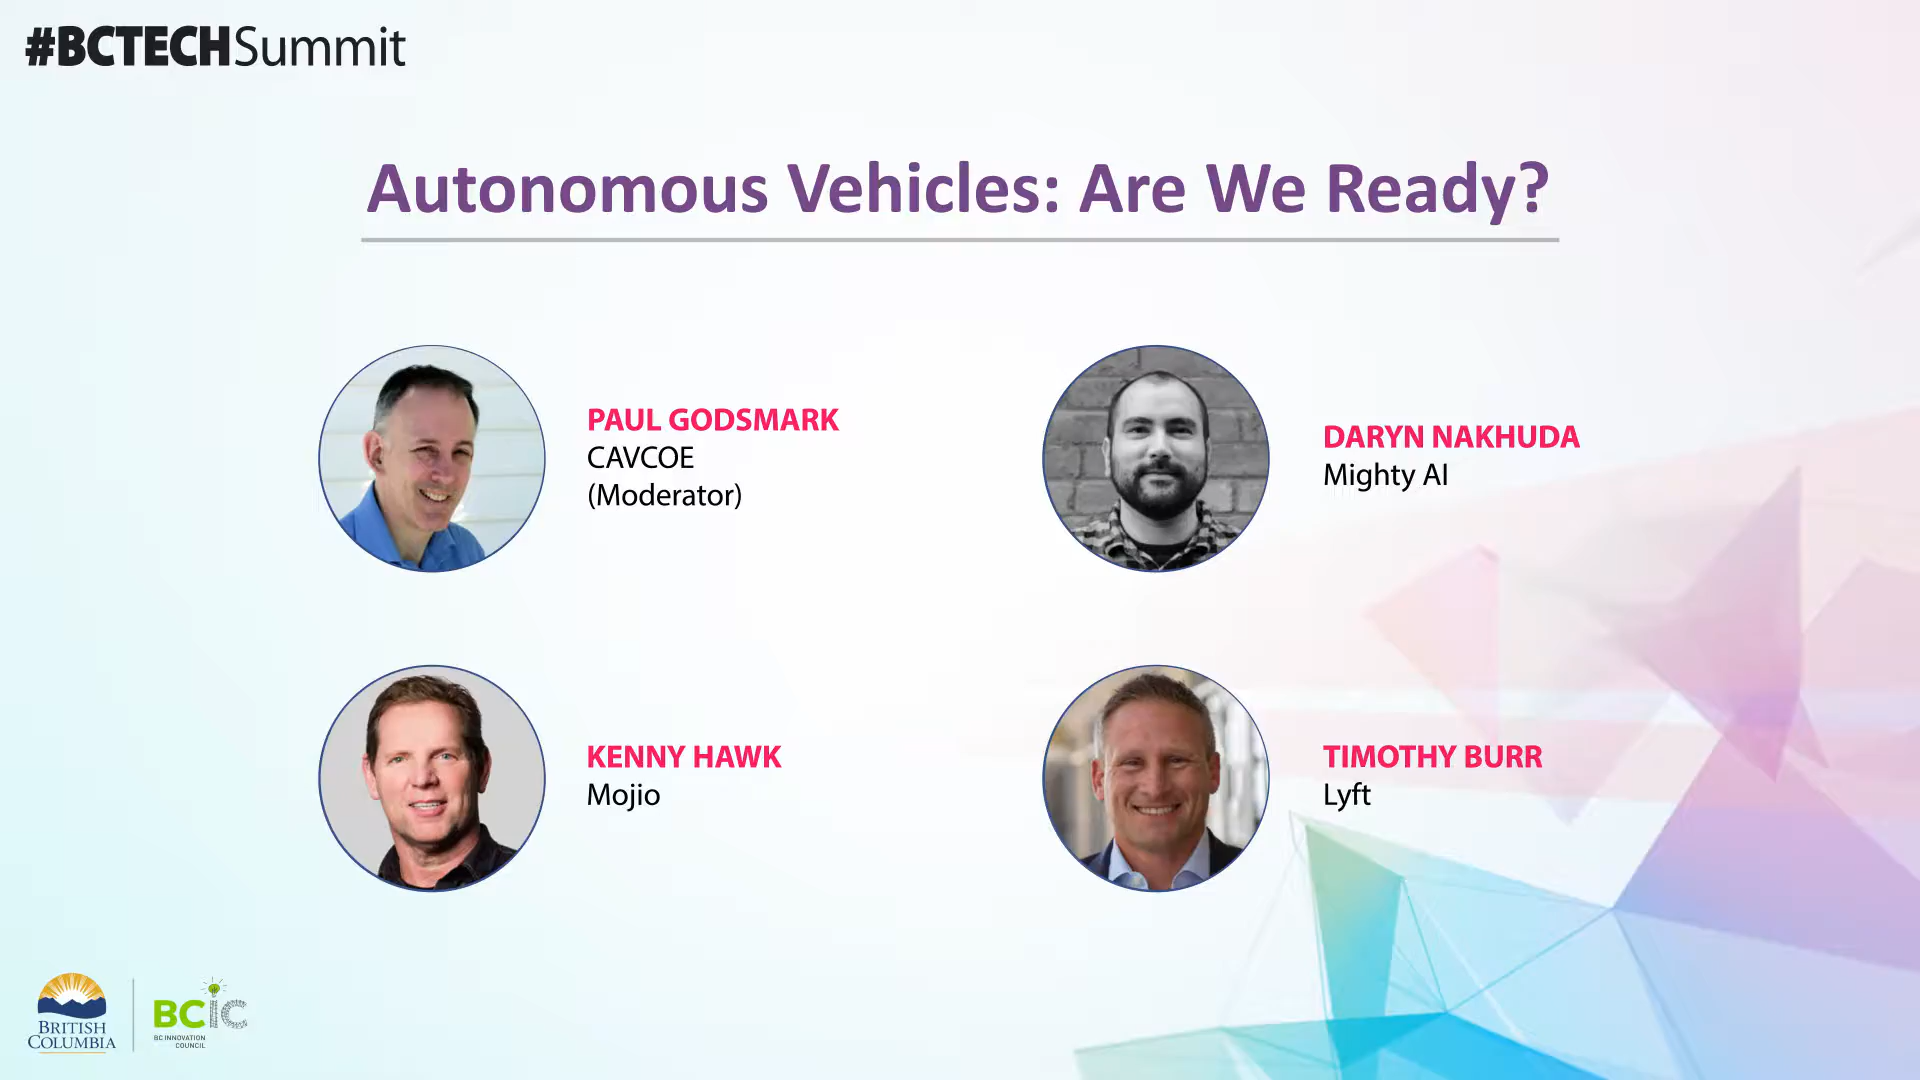 #BCTECHSummit
Autonomous Vehicles: Are We Ready?
PAUL GODSMARK
CAVCOE
(Moderator)
DARYN NAKHUDA
Mighty AI
KENNY HAWK
Mojio
TIMOTHY BURR
Lyft
BRITISH
COLUMBIA
BCIC
BC INNOVATION
COUNCIL